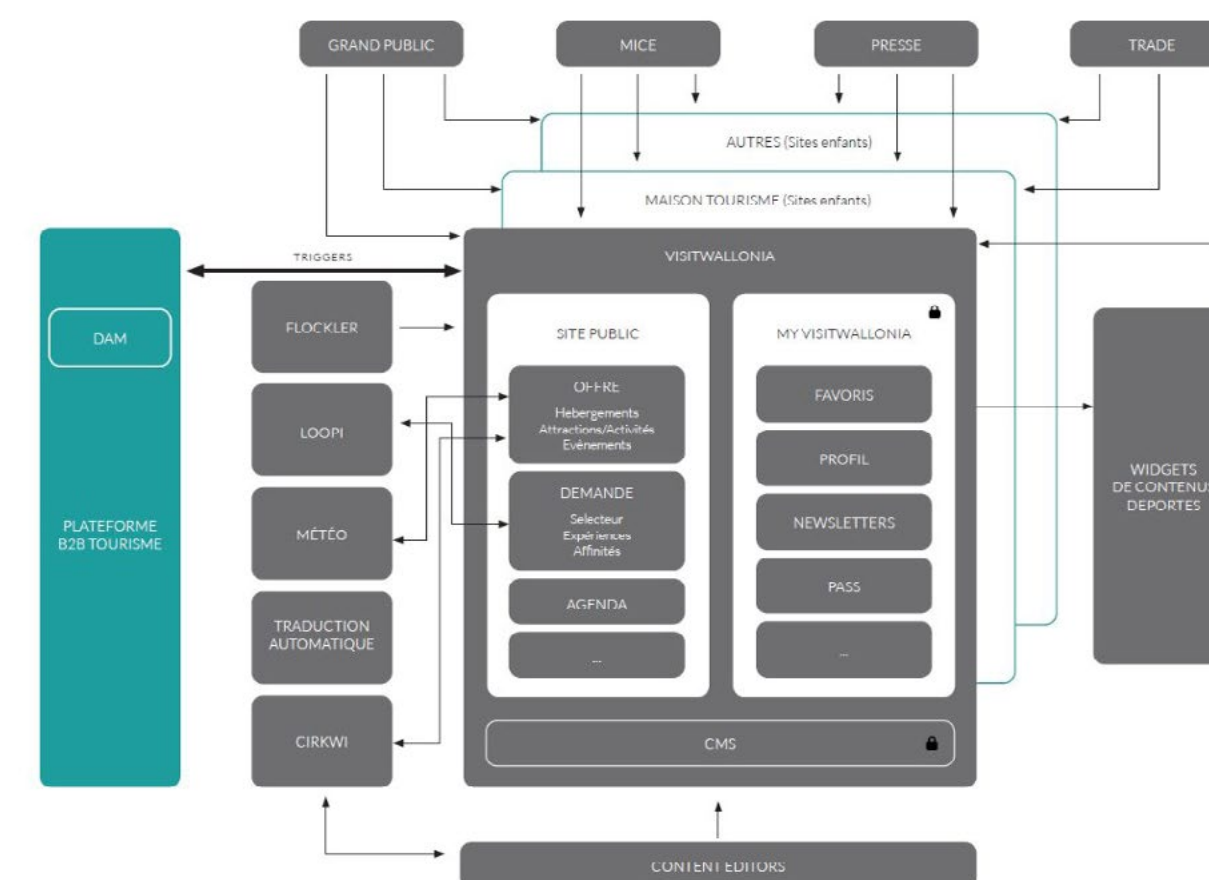 GRAND PUBLIC
MICE
PRESSE
TRADE
AUTRES (Sites enfants)
MAISON TOURISME (Sites enfants)
VISITWALLONIA
TRIGGERS
DAM
PLATEFORME
B2B TOURISME
FLOCKLER
LOOPI
MÉTÉO
TRADUCTION
AUTOMATIQUE
CIRKWI
SITE PUBLIC
OFFRE
Hebergements
Attractions/Activités
Evénements
DEMANDE
Selecteur
Expériences
Affinités
AGENDA
...
MY VISITWALLONIA
FAVORIS
PROFIL
NEWSLETTERS
PASS
...
CMS
WIDGETS
DE CONTENUS
DEPORTES
CONTENT EDITORS